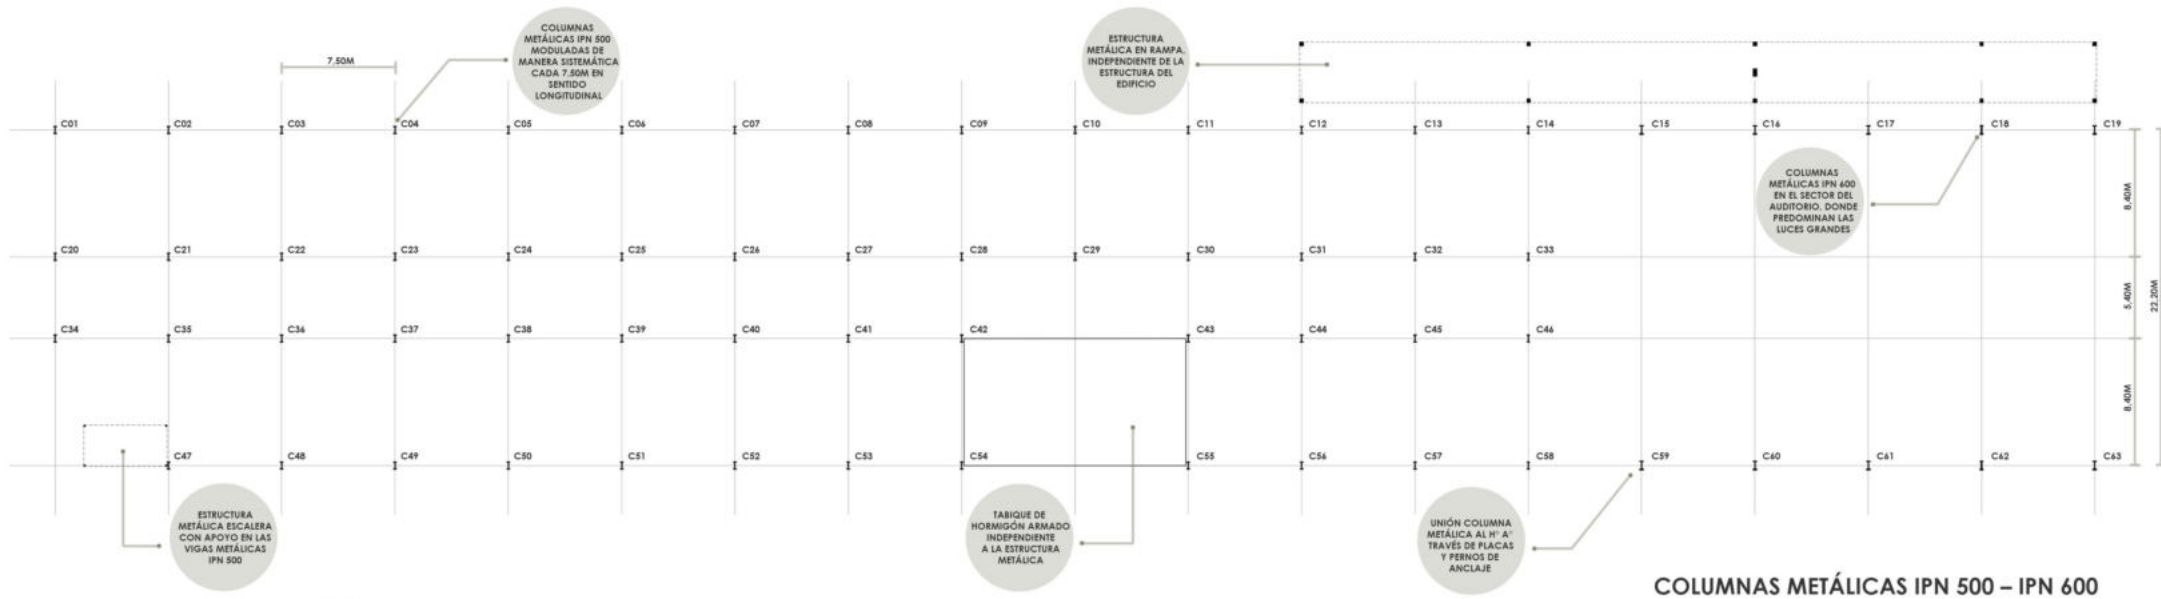 COLUMNAS
METÁLICAS IPN 500
MODULADAS DE
MANERA SISTEMÁTICA
CADA 7,50M EN
SENTIDO
LONGITUDINAL
7,50M
ESTRUCTURA
METÁLICA EN RAMPA.
INDEPENDIENTE DE LA
ESTRUCTURA DEL
EDIFICIO
C01 C02 C03 C04 C05 C06 C07 C08 C09 C10 C11 C12 C13 C14 C15 C16 C17 C18 C19
COLUMNAS
METÁLICAS IPN 600
EN EL SECTOR DEL
AUDITORIO. DONDE
PREDOMINAN LAS
LUCES GRANDES
8,40M
C20 C21 C22 C23 C24 C25 C26 C27 C28 C29 C30 C31 C32 C33
5,40M
22,20M
C34 C35 C36 C37 C38 C39 C40 C41 C42 C43 C44 C45 C46
8,40M
C47 C48 C49 C50 C51 C52 C53 C54 C55 C56 C57 C58 C59 C60 C61 C62 C63
ESTRUCTURA
METÁLICA ESCALERA
CON APOYO EN LAS
VIGAS METÁLICAS
IPN 500
TABIQUE DE
HORMIGÓN ARMADO
INDEPENDIENTE
A LA ESTRUCTURA
METÁLICA
UNIÓN COLUMNA
METÁLICA AL H° A°
TRAVÉS DE PLACAS
Y PERNOS DE
ANCLAJE
COLUMNAS METÁLICAS IPN 500 – IPN 600